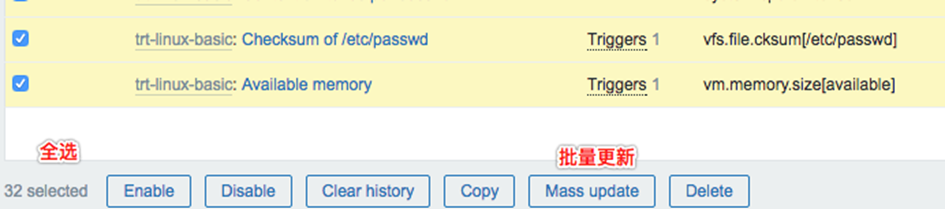 trt-linux-basic: Checksum of /etc/passwd Triggers 1 vfs.file.cksum[/etc/passwd]
trt-linux-basic: Available memory Triggers 1 vm.memory.size[available]
全选 批量更新
32 selected Enable Disable Clear history Copy Mass update Delete